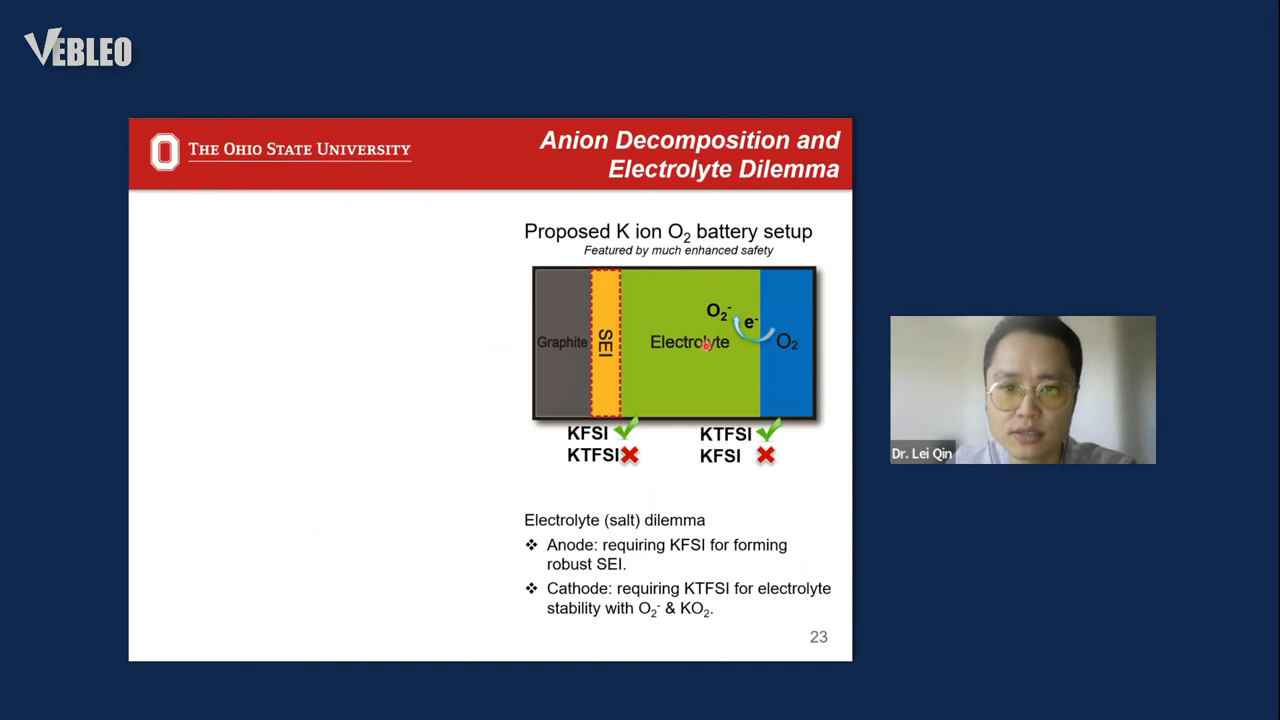 VEBLEO
THE OHIO STATE UNIVERSITY
Anion Decomposition and
Electrolyte Dilemma
Proposed K ion O₂ battery setup
Featured by much enhanced safety
Graphite
SEI
Electrolyte
O₂⁻
e⁻
O₂
KFSI
KTFSI
KTFSI
KFSI
Electrolyte (salt) dilemma
❖ Anode: requiring KFSI for forming
robust SEI.
❖ Cathode: requiring KTFSI for electrolyte
stability with O₂⁻ & KO₂.
23
Dr. Lei Qin